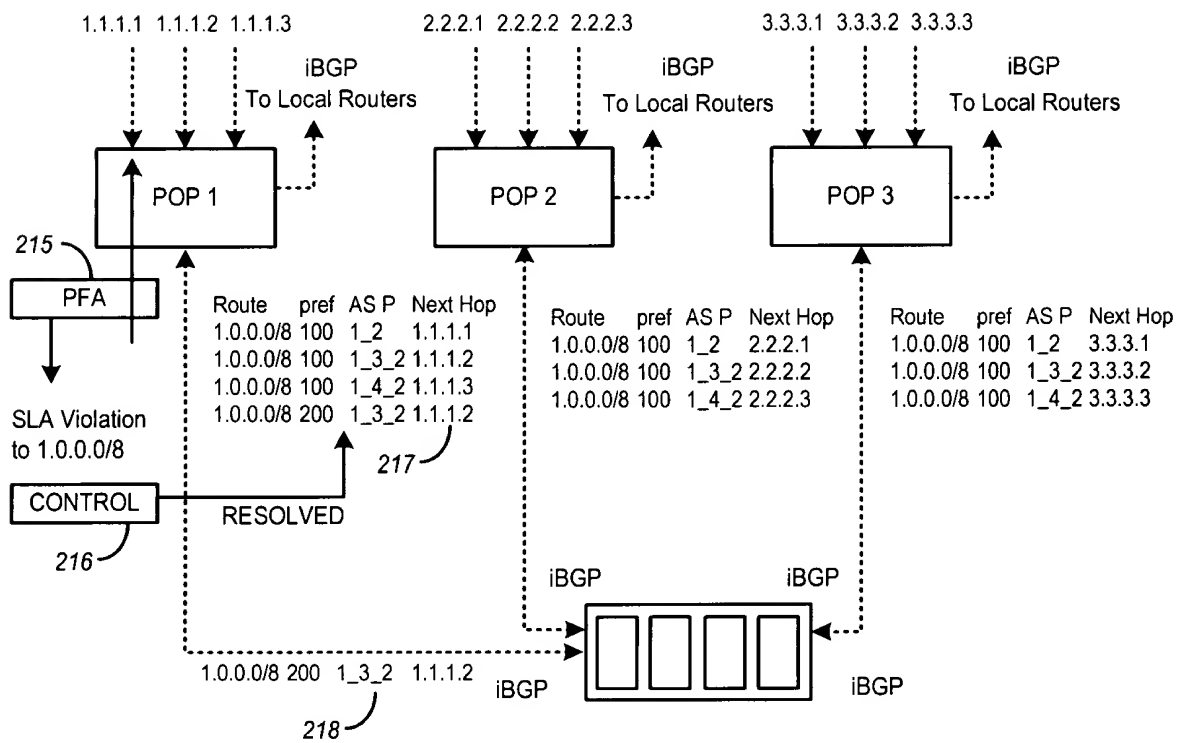 1.1.1.1 1.1.1.2 1.1.1.3
2.2.2.1 2.2.2.2 2.2.2.3
3.3.3.1 3.3.3.2 3.3.3.3
iBGP
To Local Routers
iBGP
To Local Routers
iBGP
To Local Routers
POP 1
POP 2
POP 3
215
PFA
SLA Violation
to 1.0.0.0/8
CONTROL
216
RESOLVED
Route pref AS P Next Hop
1.0.0.0/8 100 1_2 1.1.1.1
1.0.0.0/8 100 1_3_2 1.1.1.2
1.0.0.0/8 100 1_4_2 1.1.1.3
1.0.0.0/8 200 1_3_2 1.1.1.2
217
Route pref AS P Next Hop
1.0.0.0/8 100 1_2 2.2.2.1
1.0.0.0/8 100 1_3_2 2.2.2.2
1.0.0.0/8 100 1_4_2 2.2.2.3
Route pref AS P Next Hop
1.0.0.0/8 100 1_2 3.3.3.1
1.0.0.0/8 100 1_3_2 3.3.3.2
1.0.0.0/8 100 1_4_2 3.3.3.3
iBGP
iBGP
1.0.0.0/8 200 1_3_2 1.1.1.2
iBGP
iBGP
218